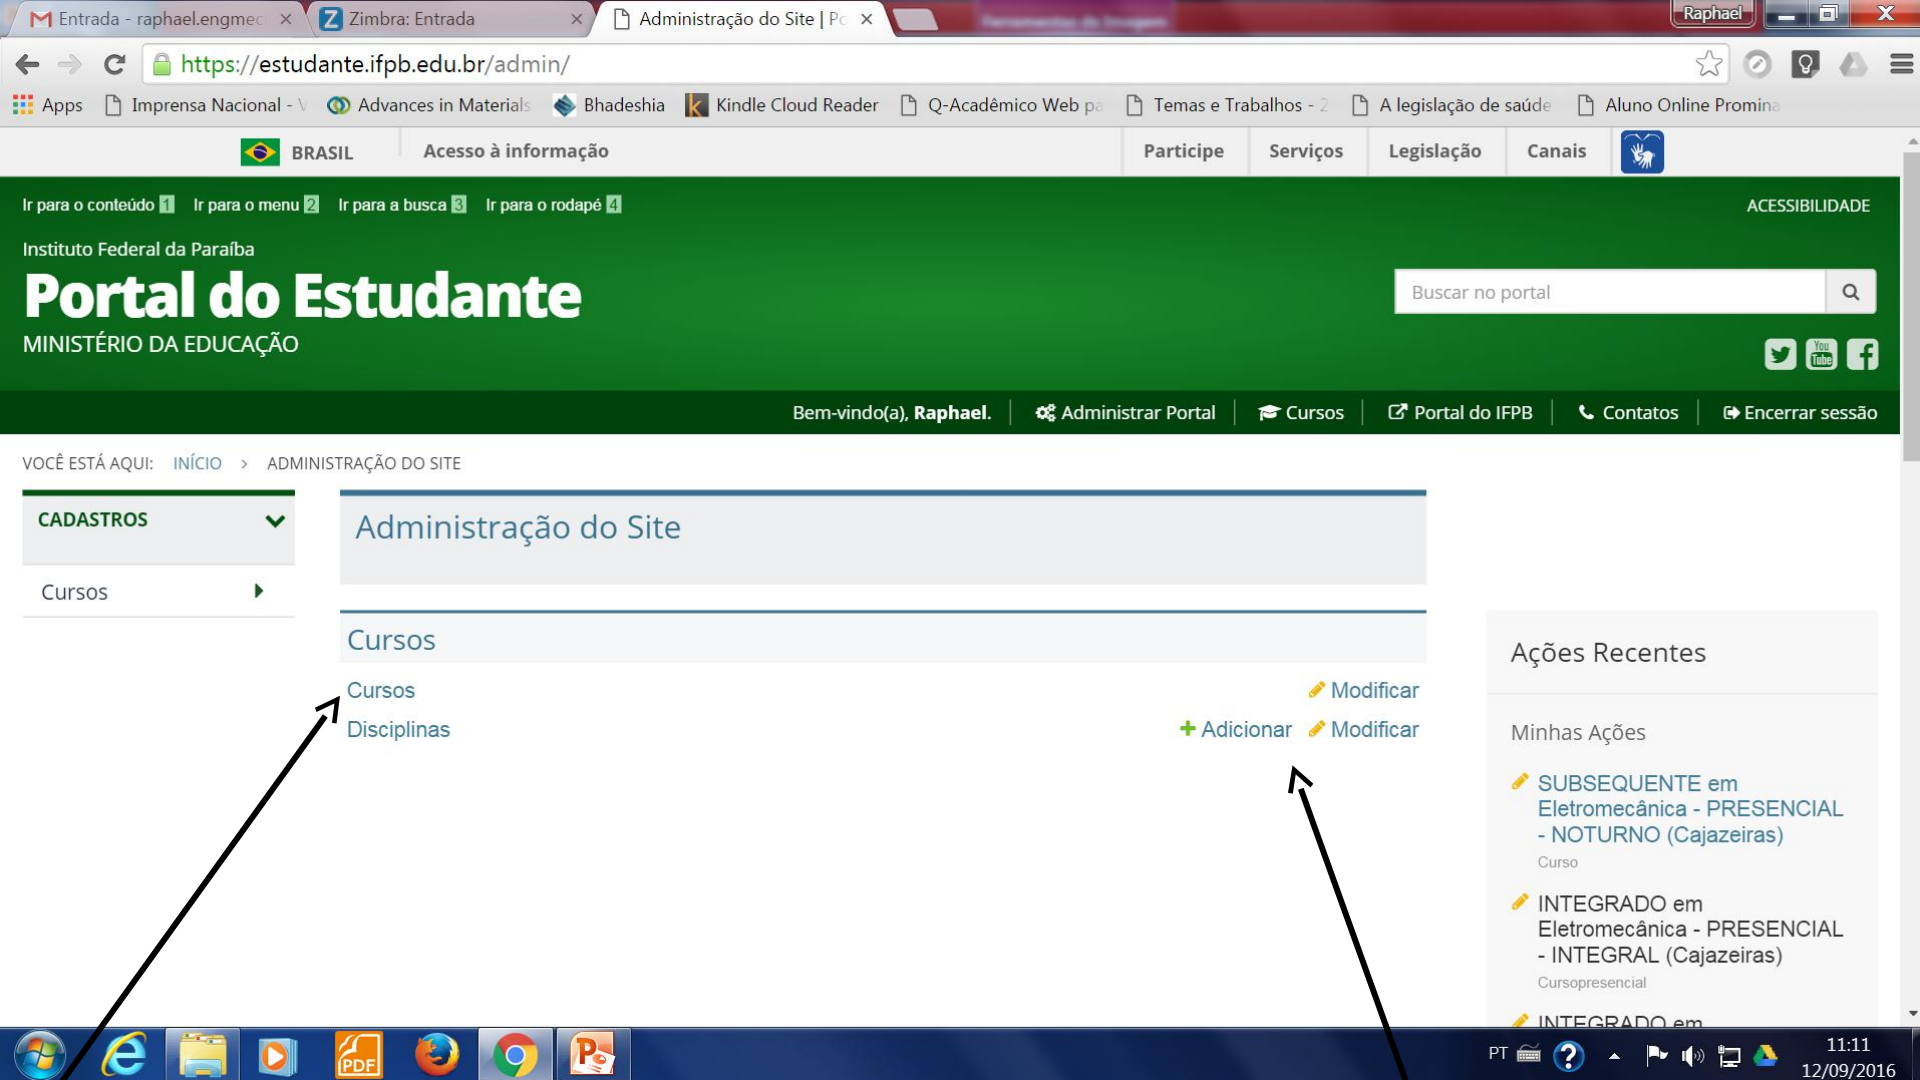 Entrada - raphael.engmec
Zimbra: Entrada
Administração do Site | Po
Raphael
https://estudante.ifpb.edu.br/admin/
Apps
Imprensa Nacional - V
Advances in Materials
Bhadeshia
Kindle Cloud Reader
Q-Acadêmico Web pa
Temas e Trabalhos - 2
A legislação de saúde
Aluno Online Promina
BRASIL
Acesso à informação
Participe
Serviços
Legislação
Canais
Ir para o conteúdo 1 Ir para o menu 2 Ir para a busca 3 Ir para o rodapé 4
ACESSIBILIDADE
Instituto Federal da Paraíba
Portal do Estudante
MINISTÉRIO DA EDUCAÇÃO
Buscar no portal
You Tube
Bem-vindo(a), Raphael.
Administrar Portal
Cursos
Portal do IFPB
Contatos
Encerrar sessão
VOCÊ ESTÁ AQUI: INÍCIO > ADMINISTRAÇÃO DO SITE
CADASTROS
Cursos
Administração do Site
Cursos
Cursos
Modificar
Disciplinas
Adicionar
Modificar
Ações Recentes
Minhas Ações
SUBSEQUENTE em
Eletromecânica - PRESENCIAL
- NOTURNO (Cajazeiras)
Curso
INTEGRADO em
Eletromecânica - PRESENCIAL
- INTEGRAL (Cajazeiras)
Cursopresencial
INTEGRADO em
PDF
PT
11:11
12/09/2016